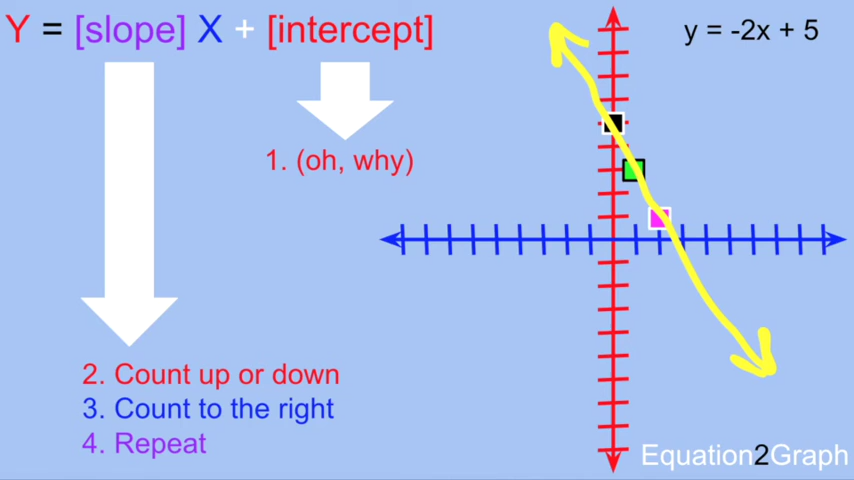 Y = [slope] X + [intercept]
y = -2x + 5
1. (oh, why)
2. Count up or down
3. Count to the right
4. Repeat
Equation2Graph